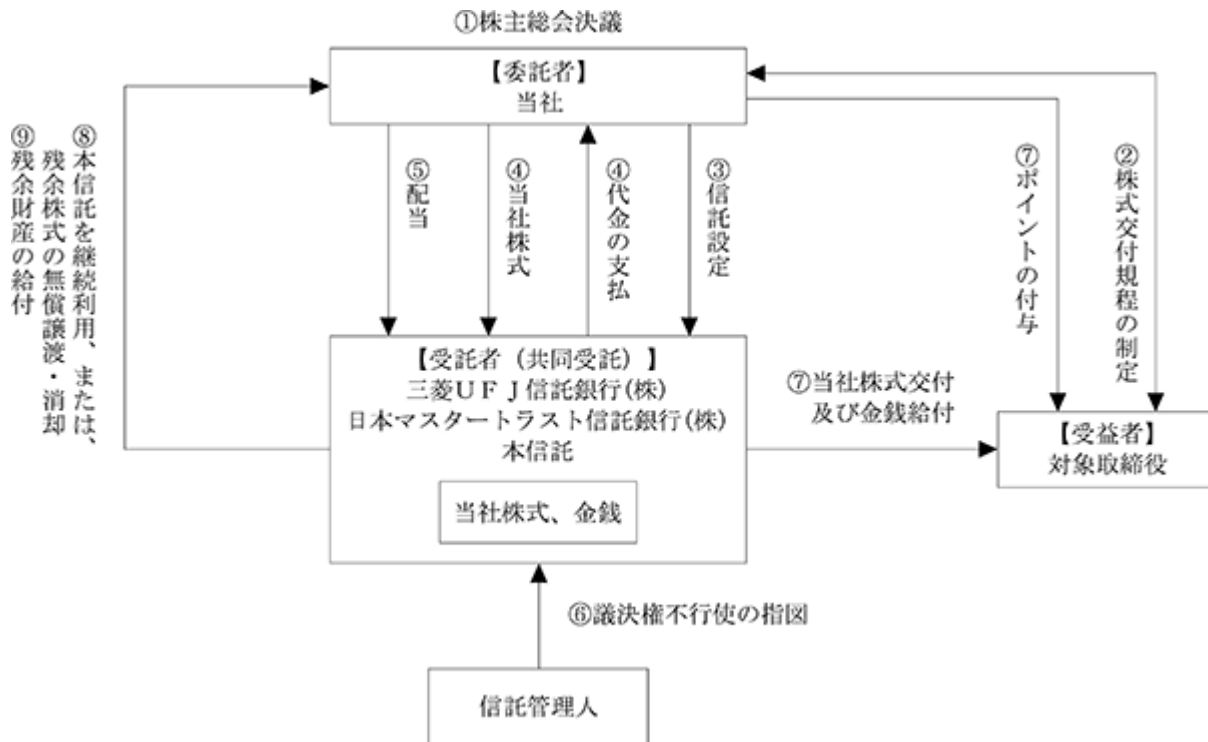 ①株主総会決議
【委託者】
当社
⑧本信託を継続利用、または、
残余株式の無償譲渡・消却
⑨残余財産の給付
⑤配当
④当社株式
④代金の支払
③信託設定
⑦ポイントの付与
②株式交付規程の制定
【受託者（共同受託）】
三菱UFJ信託銀行(株)
日本マスタートラスト信託銀行(株)
本信託
当社株式、金銭
⑦当社株式交付
及び金銭給付
【受益者】
対象取締役
⑥議決権不行使の指図
信託管理人